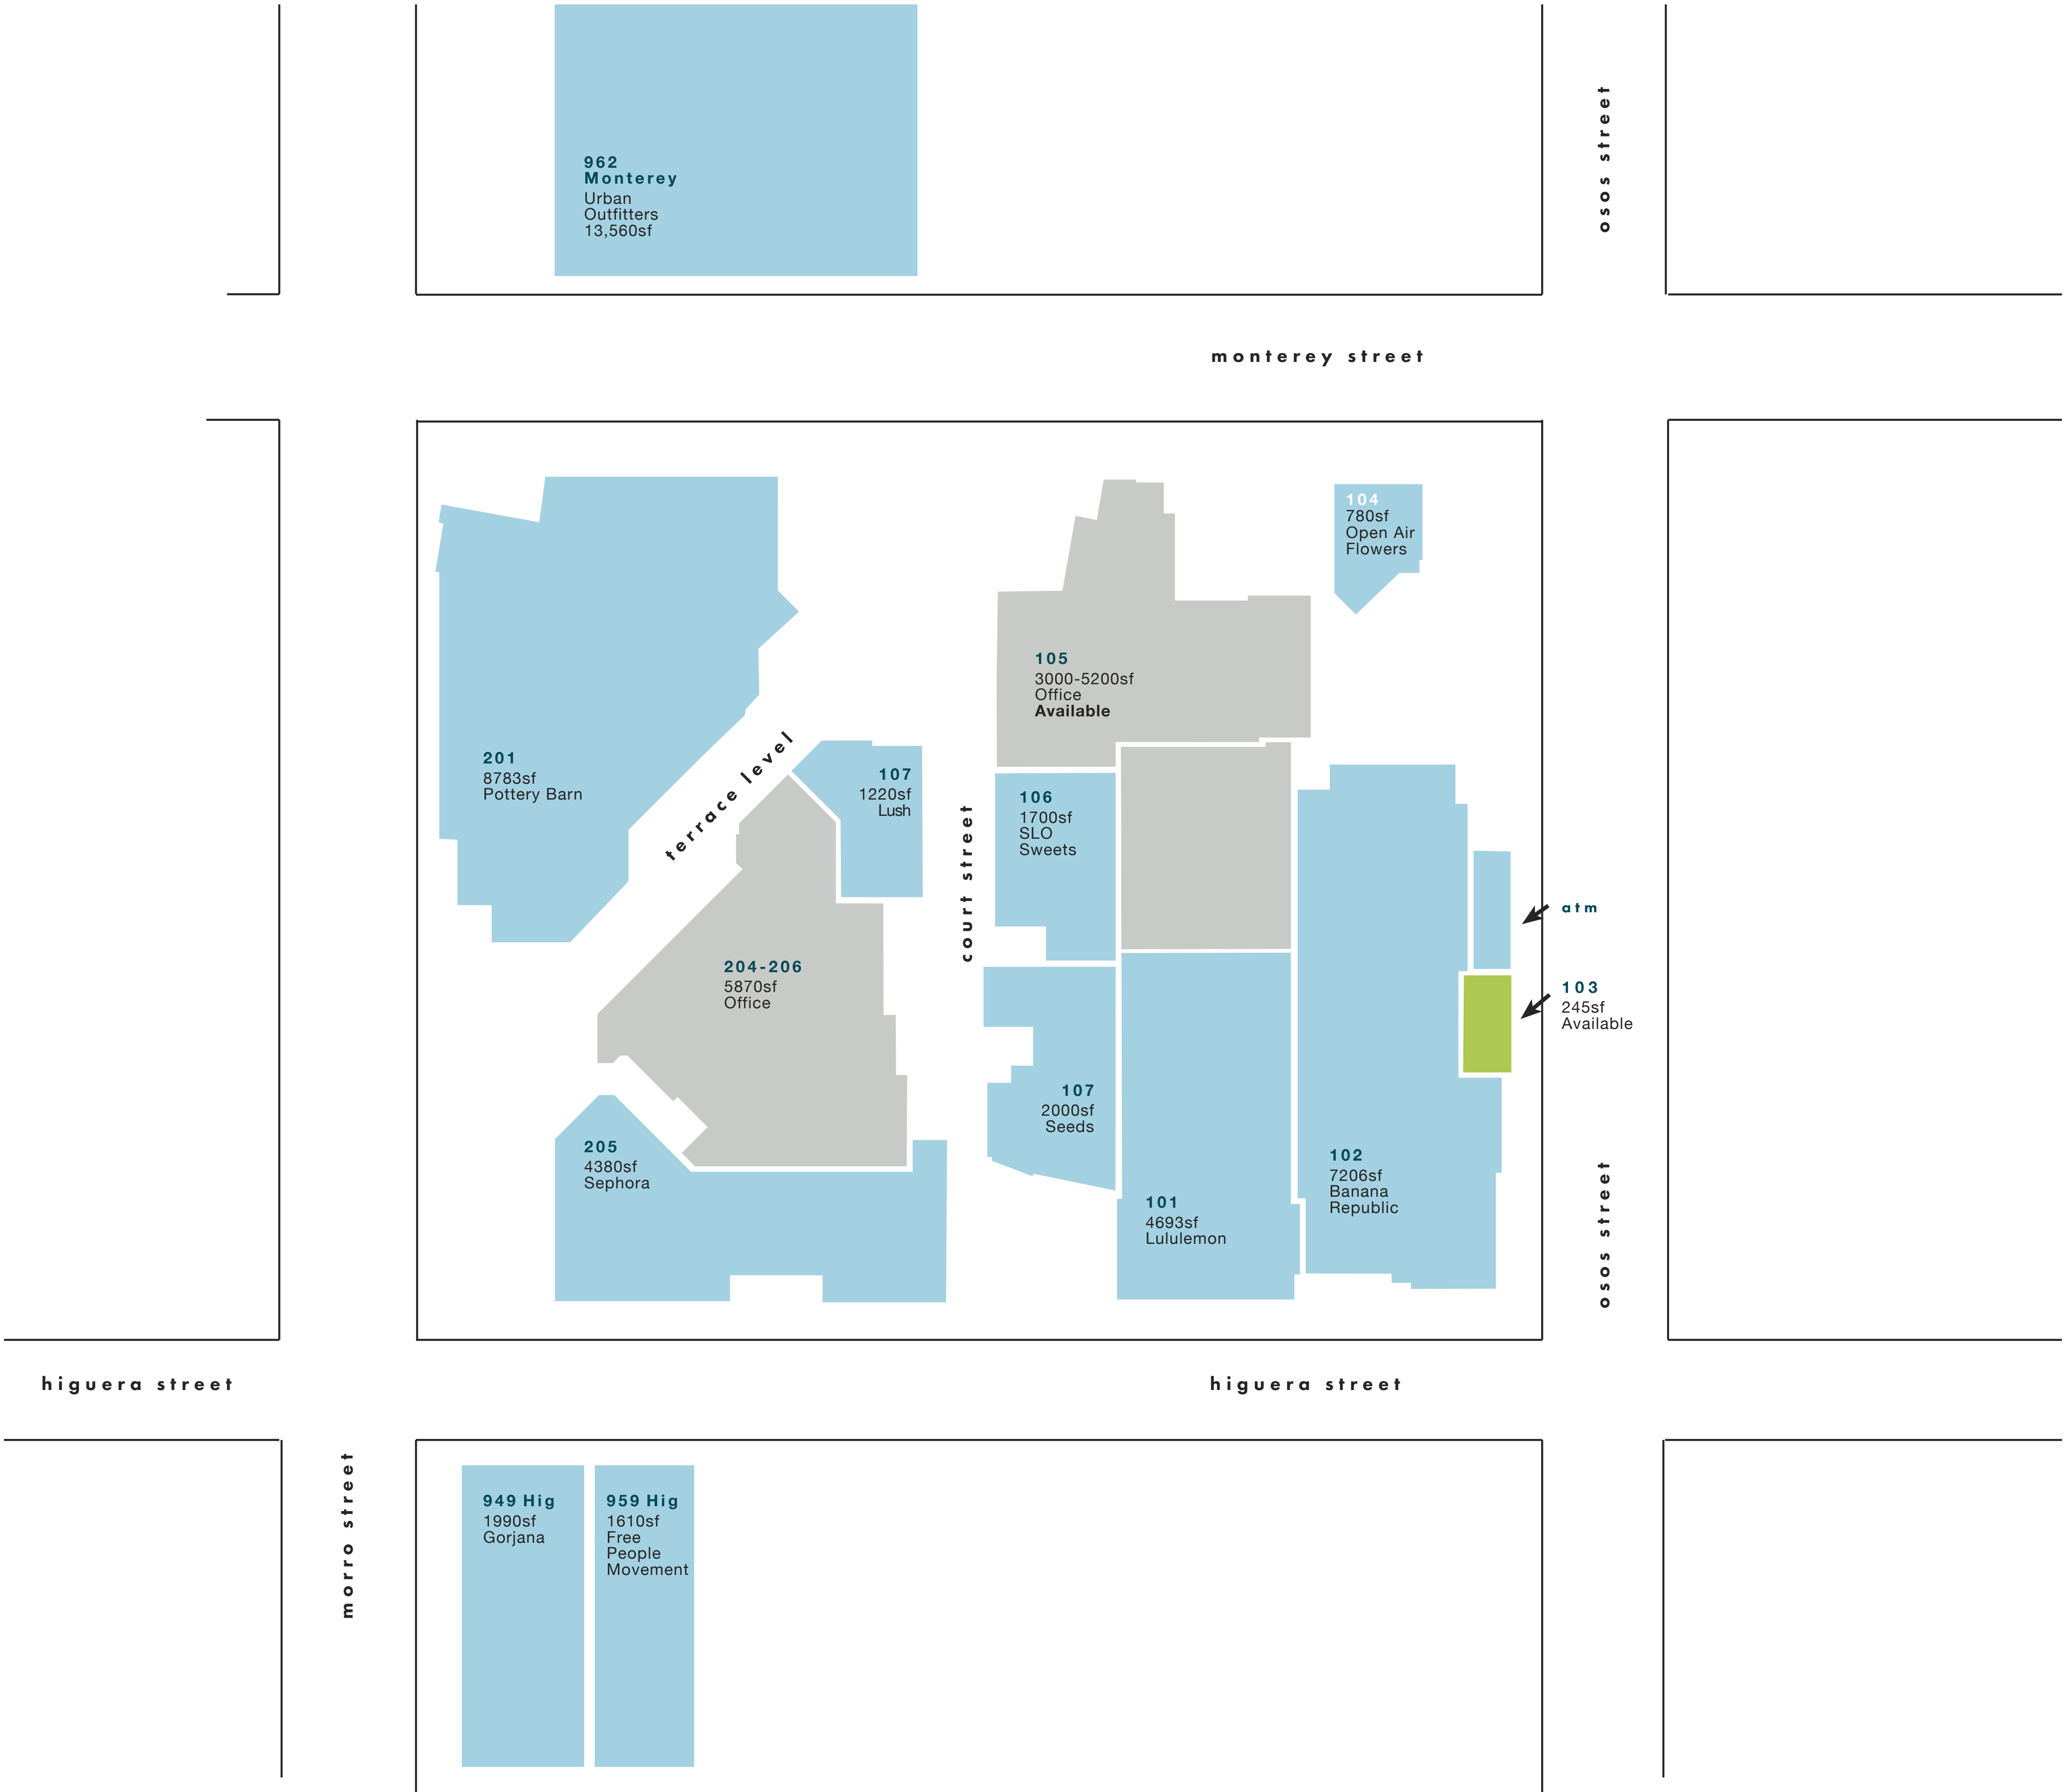 osos street
962
Monterey
Urban
Outfitters
13,560sf
monterey street
104
780sf
Open Air
Flowers
105
3000-5200sf
Office
Available
201
8783sf
Pottery Barn
terrace level
107
1220sf
Lush
court street
106
1700sf
SLO
Sweets
atm
204-206
5870sf
Office
103
245sf
Available
107
2000sf
Seeds
205
4380sf
Sephora
101
4693sf
Lululemon
102
7206sf
Banana
Republic
osos street
higuera street
higuera street
morro street
949 Hig
1990sf
Gorjana
959 Hig
1610sf
Free
People
Movement